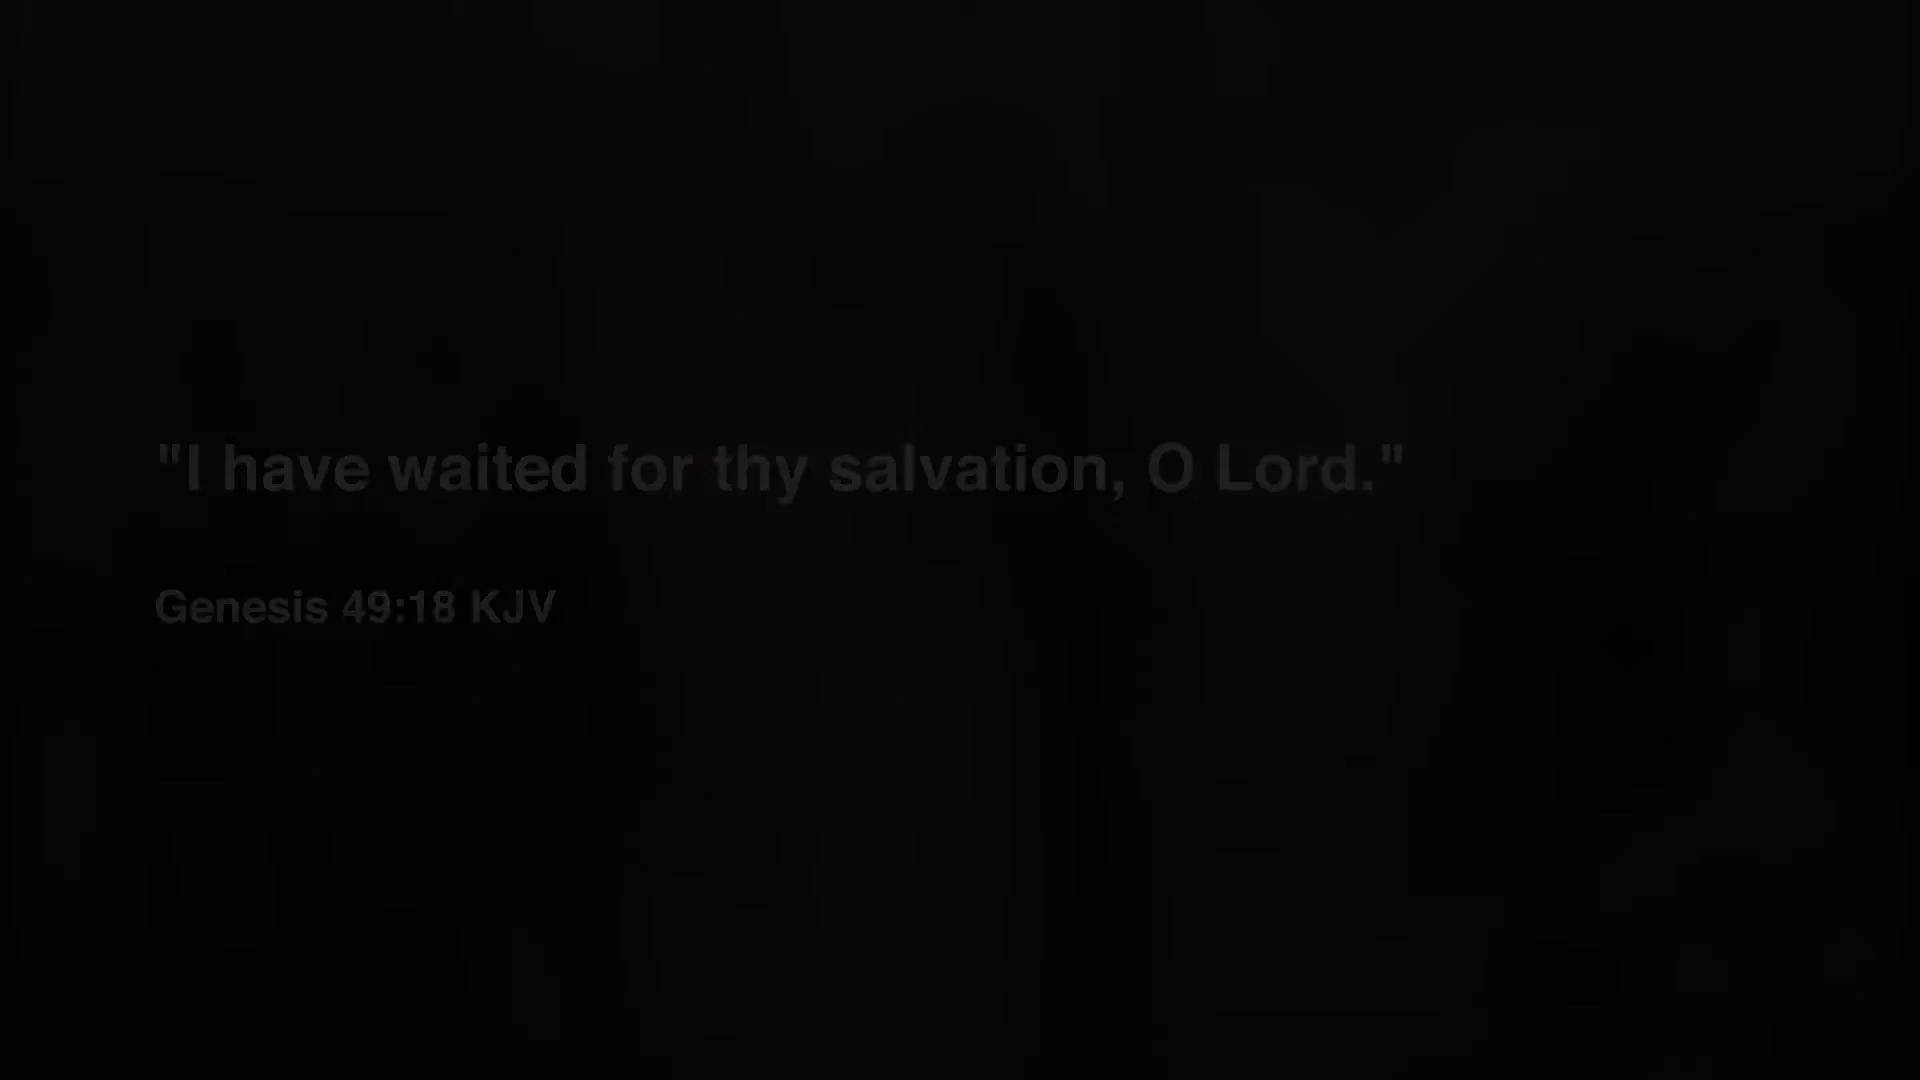 "I have waited for thy salvation, O Lord."
Genesis 49:18 KJV